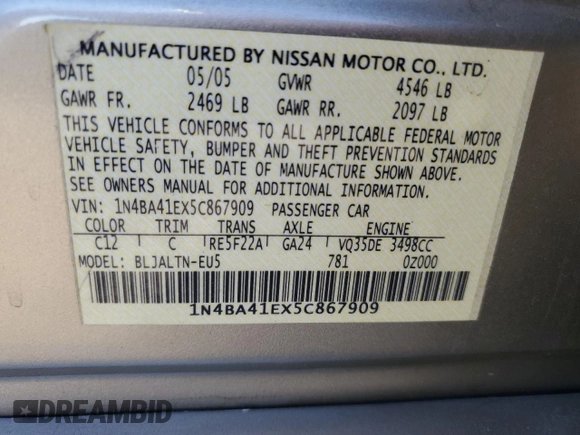 MANUFACTURED BY NISSAN MOTOR CO., LTD.
DATE 05/05 GVWR 4546 LB
GAWR FR. 2469 LB GAWR RR. 2097 LB
THIS VEHICLE CONFORMS TO ALL APPLICABLE FEDERAL MOTOR
VEHICLE SAFETY, BUMPER AND THEFT PREVENTION STANDARDS
IN EFFECT ON THE DATE OF MANUFACTURE SHOWN ABOVE.
SEE OWNERS MANUAL FOR ADDITIONAL INFORMATION.
VIN: 1N4BA41EX5C867909 PASSENGER CAR
COLOR TRIM TRANS AXLE ENGINE
C12 C RE5F22A GA24 VQ35DE 3498CC
MODEL: BLJALTN-EU5 781 0Z000
1N4BA41EX5C867909
DREAMBID